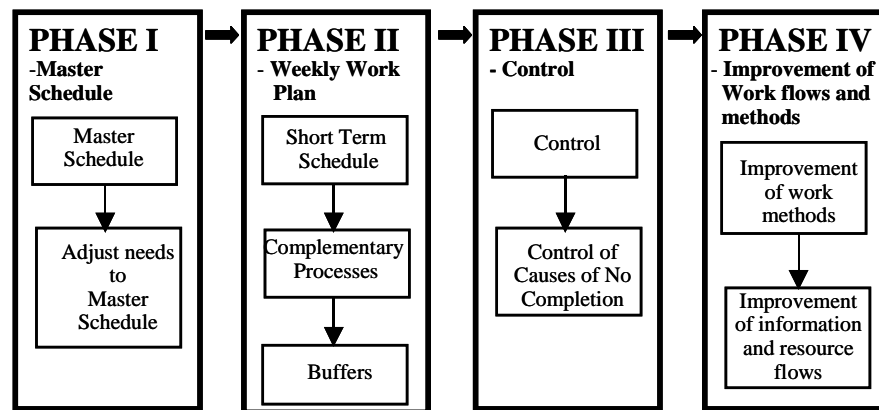 PHASE I
-Master
Schedule
Master
Schedule
Adjust needs
to
Master
Schedule
PHASE II
- Weekly Work
Plan
Short Term
Schedule
Complementary
Processes
Buffers
PHASE III
- Control
Control
Control of
Causes of No
Completion
PHASE IV
- Improvement of
Work flows and
methods
Improvement
of work
methods
Improvement
of information
and resource
flows